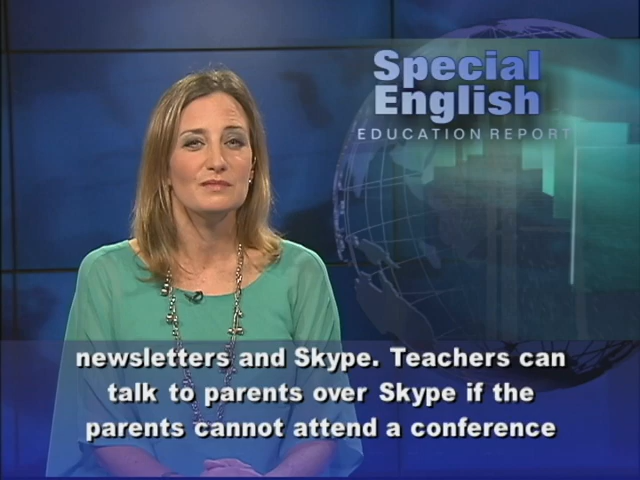 Special
English
EDUCATION REPORT
newsletters and Skype. Teachers can
talk to parents over Skype if the
parents cannot attend a conference